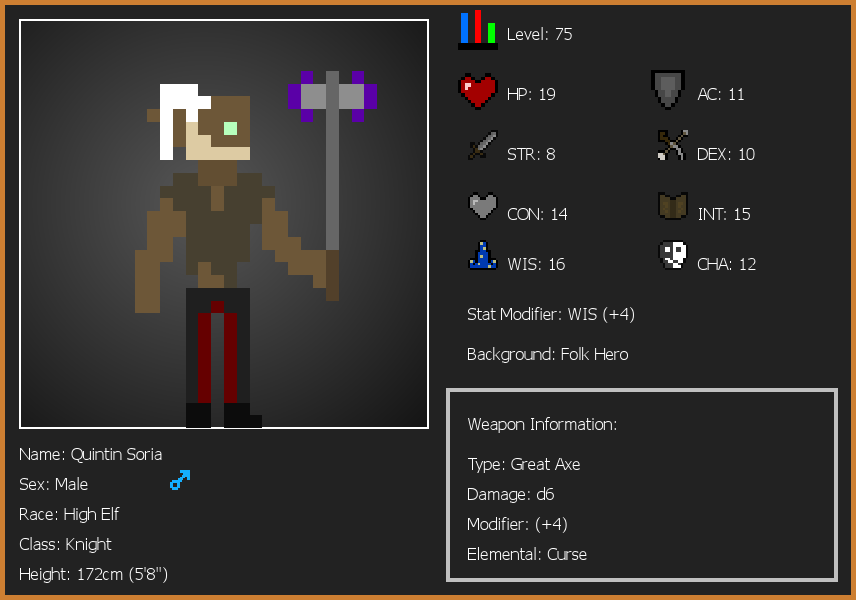 Level: 75
HP: 19
AC: 11
STR: 8
DEX: 10
CON: 14
INT: 15
WIS: 16
CHA: 12
Stat Modifier: WIS (+4)
Background: Folk Hero
Weapon Information:
Type: Great Axe
Damage: d6
Modifier: (+4)
Elemental: Curse
Name: Quintin Soria
Sex: Male
Race: High Elf
Class: Knight
Height: 172cm (5'8")